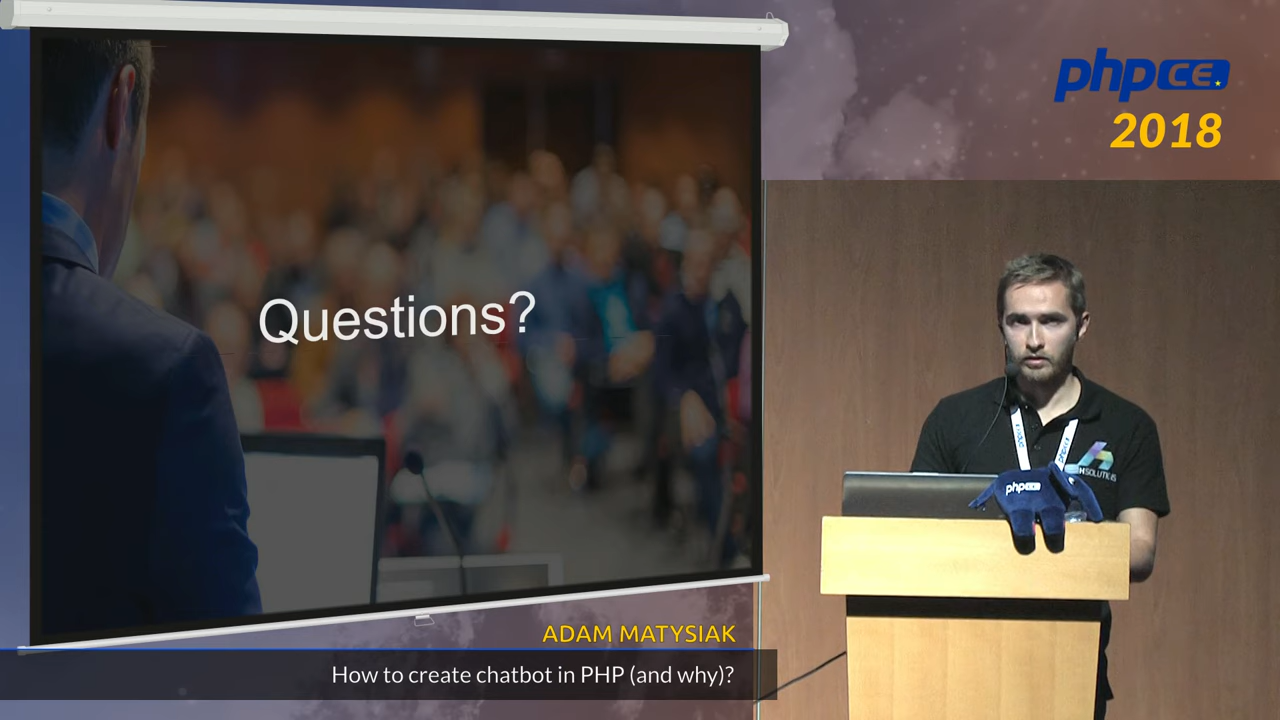 Questions?
phpCE.
2018
phpce
ADAM MATYSIAK
How to create chatbot in PHP (and why)?